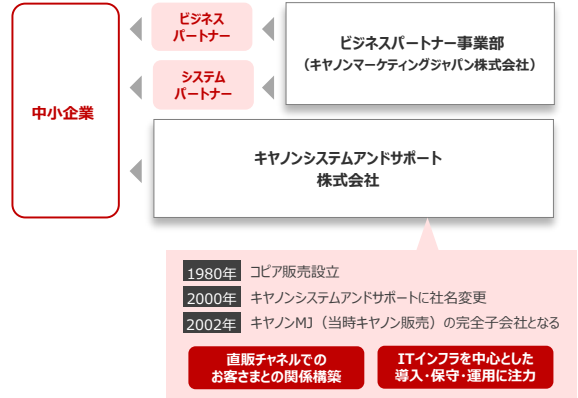 ビジネス
パートナー
ビジネスパートナー事業部
（キヤノンマーケティングジャパン株式会社）
システム
パートナー
中小企業
キヤノンシステムアンドサポート
株式会社
1980年 コピア販売設立
2000年 キヤノンシステムアンドサポートに社名変更
2002年 キヤノンMJ（当時キヤノン販売）の完全子会社となる
直販チャネルでの
お客さまとの関係構築
ITインフラを中心とした
導入・保守・運用に注力